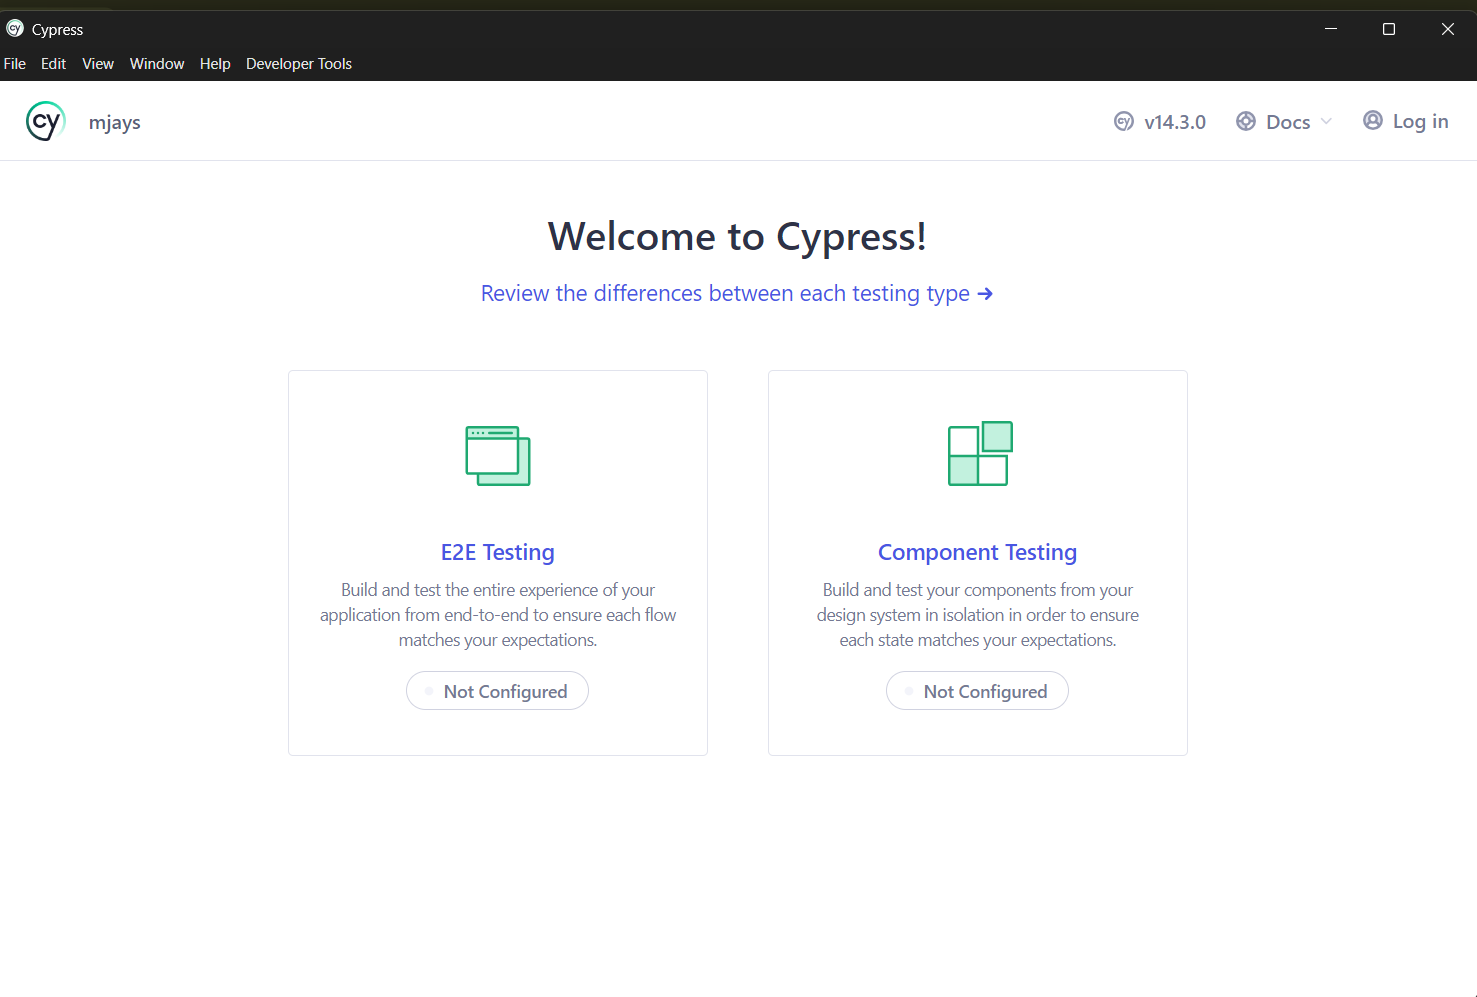 Cypress
File Edit View Window Help Developer Tools
cy mjays v14.3.0 Docs Log in
Welcome to Cypress!
Review the differences between each testing type →
E2E Testing
Build and test the entire experience of your
application from end-to-end to ensure each flow
matches your expectations.
Not Configured
Component Testing
Build and test your components from your
design system in isolation in order to ensure
each state matches your expectations.
Not Configured